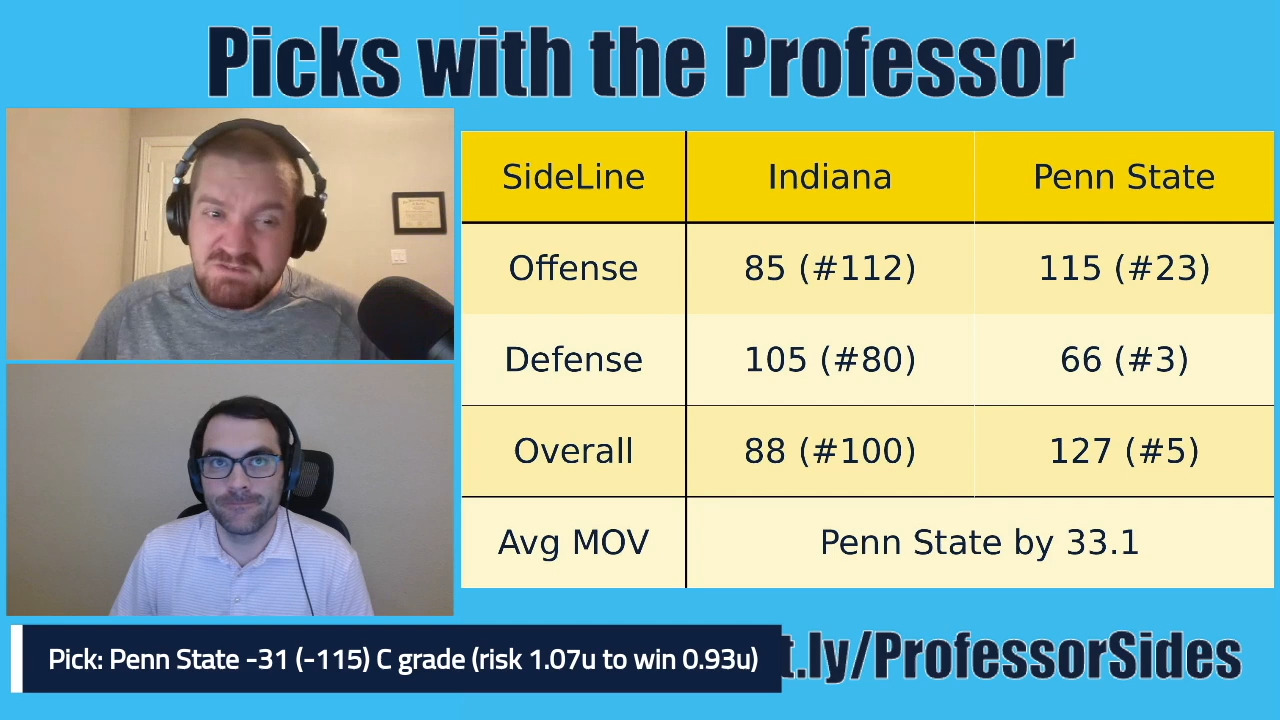 Picks with the Professor
SideLine Indiana Penn State
Offense 85 (#112) 115 (#23)
Defense 105 (#80) 66 (#3)
Overall 88 (#100) 127 (#5)
Avg MOV Penn State by 33.1
Pick: Penn State -31 (-115) C grade (risk 1.07u to win 0.93u)
t.ly/ProfessorSides